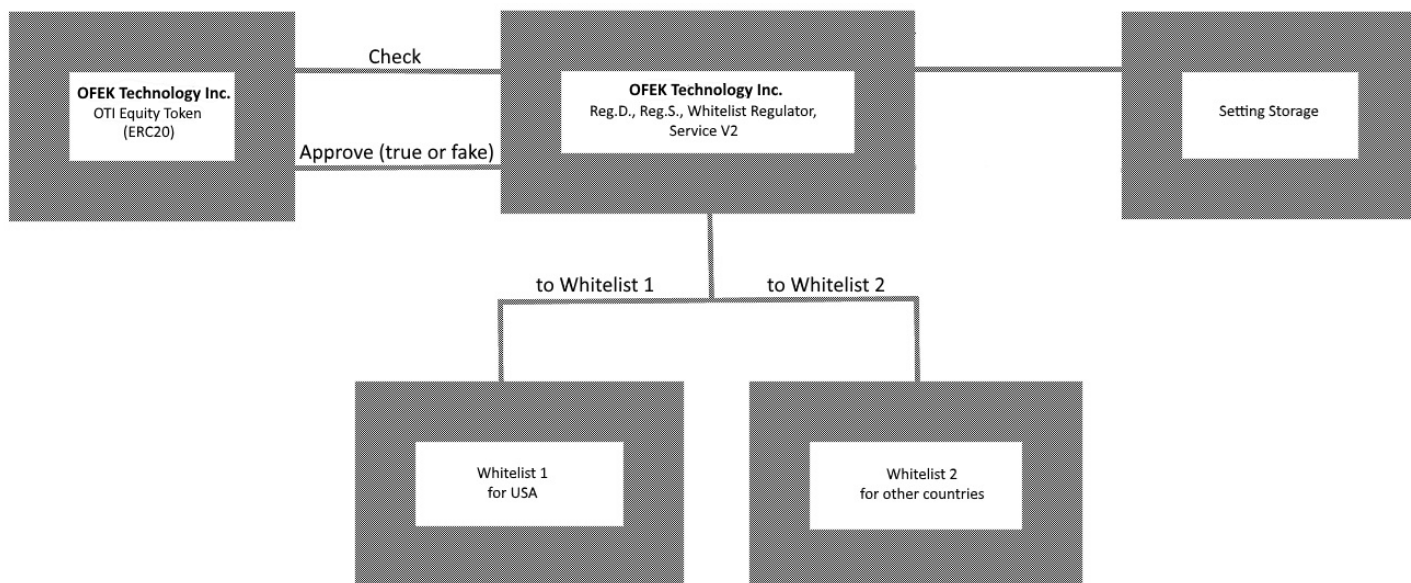 Check
OFEK Technology Inc.
OTI Equity Token
(ERC20)
Approve (true or fake)
OFEK Technology Inc.
Reg.D., Reg.S., Whitelist Regulator,
Service V2
Setting Storage
to Whitelist 1
to Whitelist 2
Whitelist 1
for USA
Whitelist 2
for other countries